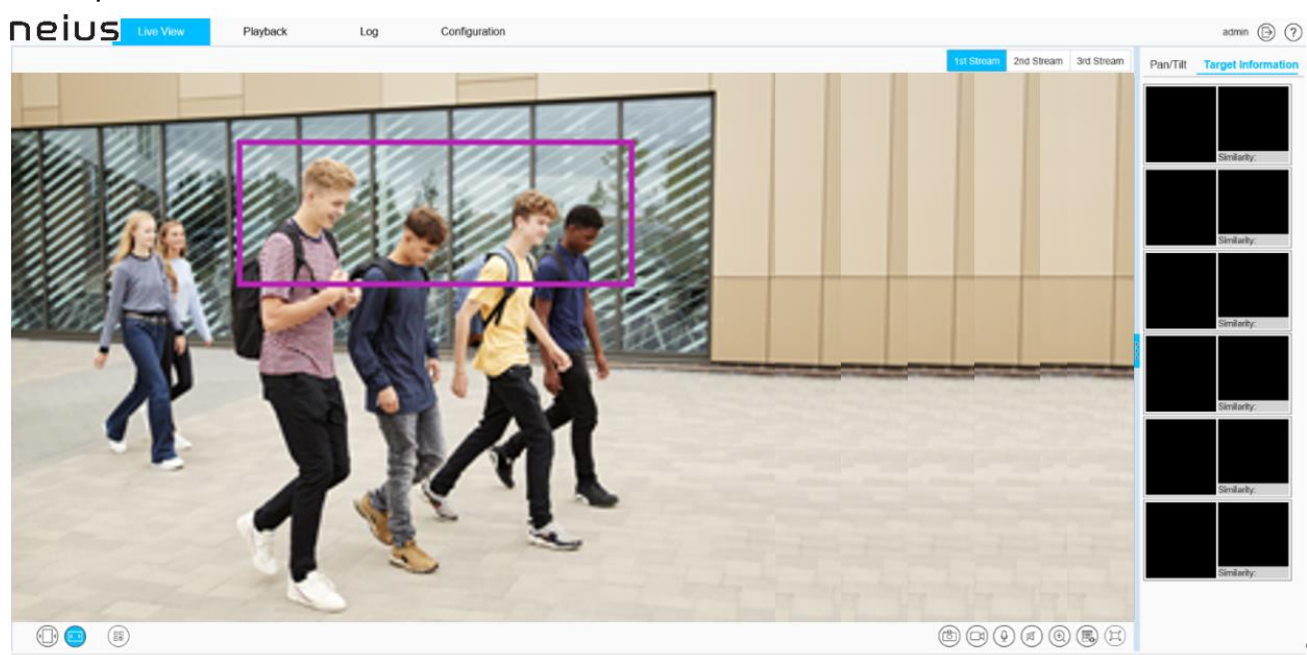 neius
Live View Playback Log Configuration admin
1st Stream 2nd Stream 3rd Stream
Pan/Tilt Target Information
Similarity:
Similarity:
Similarity:
Similarity:
Similarity:
Similarity: